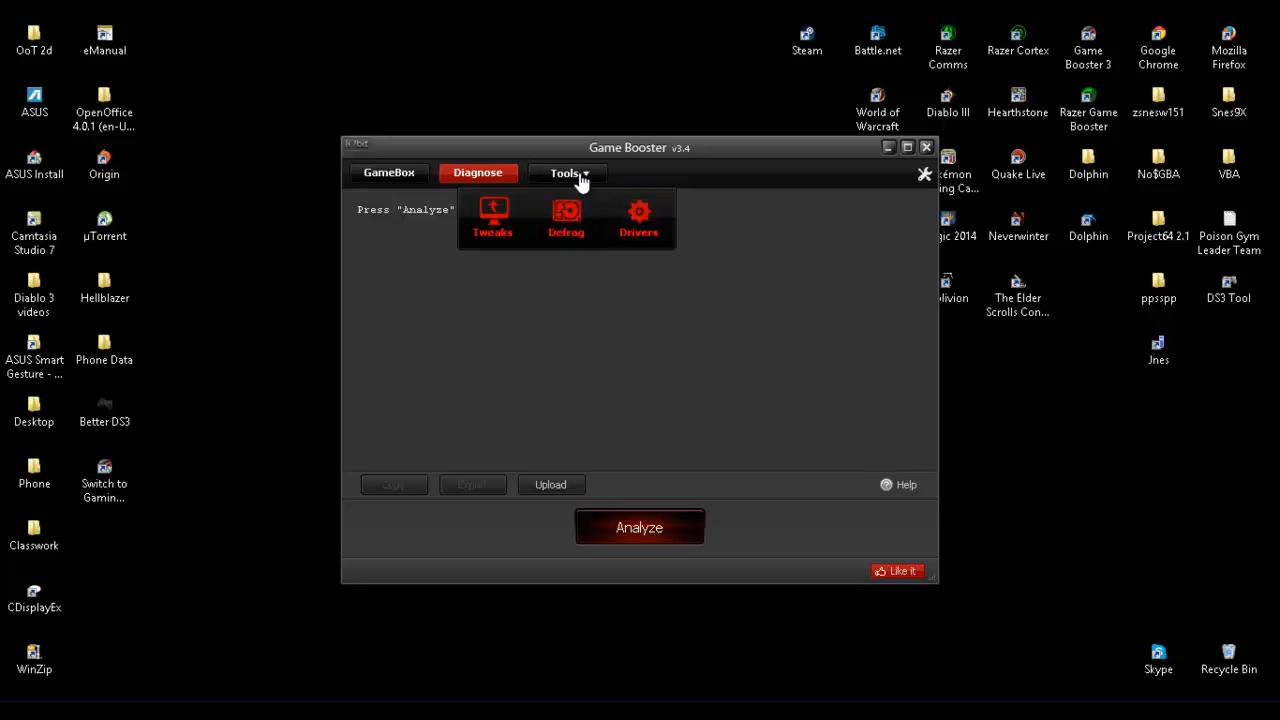 OoT 2d
eManual
Steam
Battle.net
Razer
Comms
Razer Cortex
Game
Booster 3
Google
Chrome
Mozilla
Firefox
ASUS
OpenOffice
4.0.1 (en-U...
World of
Warcraft
Diablo III
Hearthstone
Razer Game
Booster
zsnesw151
Snes9X
IObit
Game Booster v3.4
GameBox
Diagnose
Tools
ASUS Install
Origin
Quake Live
Dolphin
No$GBA
VBA
Press "Analyze"
Tweaks
Defrag
Drivers
Camtasia
Studio 7
µTorrent
gic 2014
Neverwinter
Dolphin
Project64 2.1
Poison Gym
Leader Team
Diablo 3
videos
Hellblazer
The Elder
Scrolls Con...
ppsspp
DS3 Tool
ASUS Smart
Gesture - ...
Phone Data
Jnes
Desktop
Better DS3
Phone
Switch to
Gamin...
Copy
Export
Upload
Help
Analyze
Classwork
Like it
CDisplayEx
WinZip
Skype
Recycle Bin